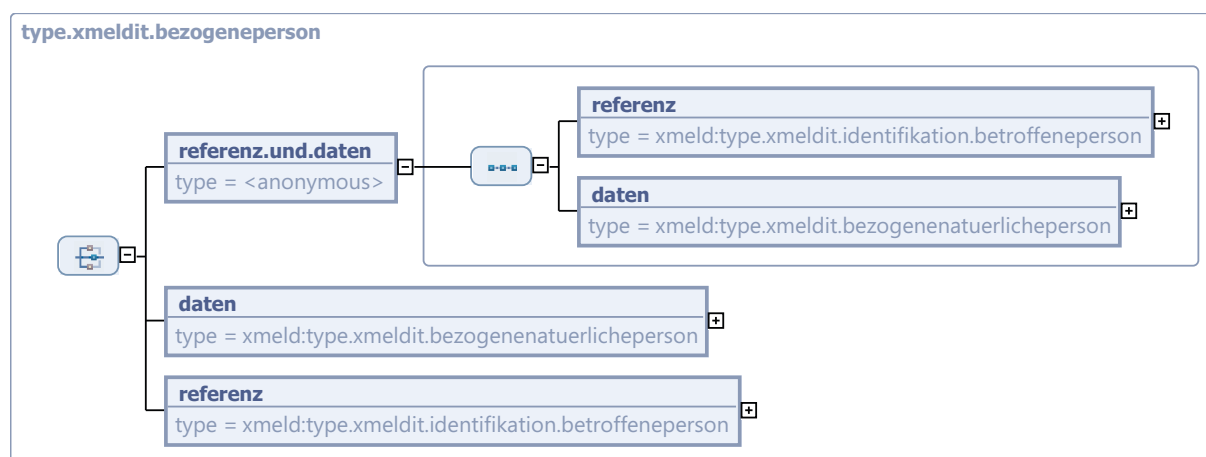 type.xmeldit.bezogeneperson
referenz.und.daten
type = <anonymous>
referenz
type = xmeld:type.xmeldit.identifikation.betroffeneperson
daten
type = xmeld:type.xmeldit.bezogenenatuerlicheperson
daten
type = xmeld:type.xmeldit.bezogenenatuerlicheperson
referenz
type = xmeld:type.xmeldit.identifikation.betroffeneperson